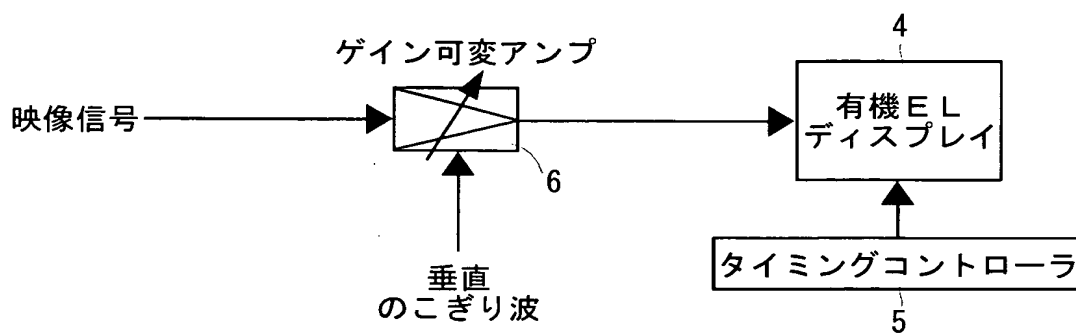 ゲイン可変アンプ
映像信号
6
4
有機ＥＬ
ディスプレイ
垂直
のこぎり波
タイミングコントローラ
5